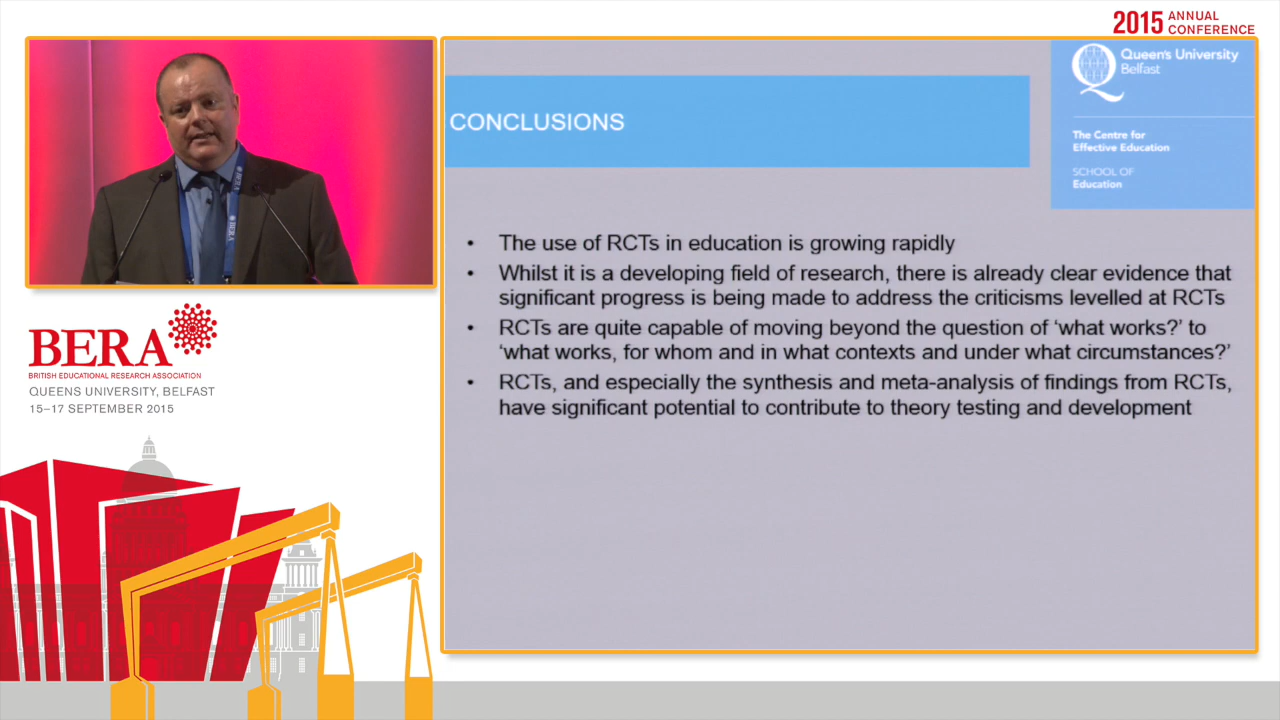 2015 ANNUAL
CONFERENCE
Queen's University
Belfast
The Centre for
Effective Education
SCHOOL OF
Education
CONCLUSIONS
• The use of RCTs in education is growing rapidly
• Whilst it is a developing field of research, there is already clear evidence that
significant progress is being made to address the criticisms levelled at RCTs
• RCTs are quite capable of moving beyond the question of ‘what works?’ to
‘what works, for whom and in what contexts and under what circumstances?’
• RCTs, and especially the synthesis and meta-analysis of findings from RCTs,
have significant potential to contribute to theory testing and development
BERA
BERA
BERA
BRITISH EDUCATIONAL RESEARCH ASSOCIATION
QUEENS UNIVERSITY, BELFAST
15–17 SEPTEMBER 2015